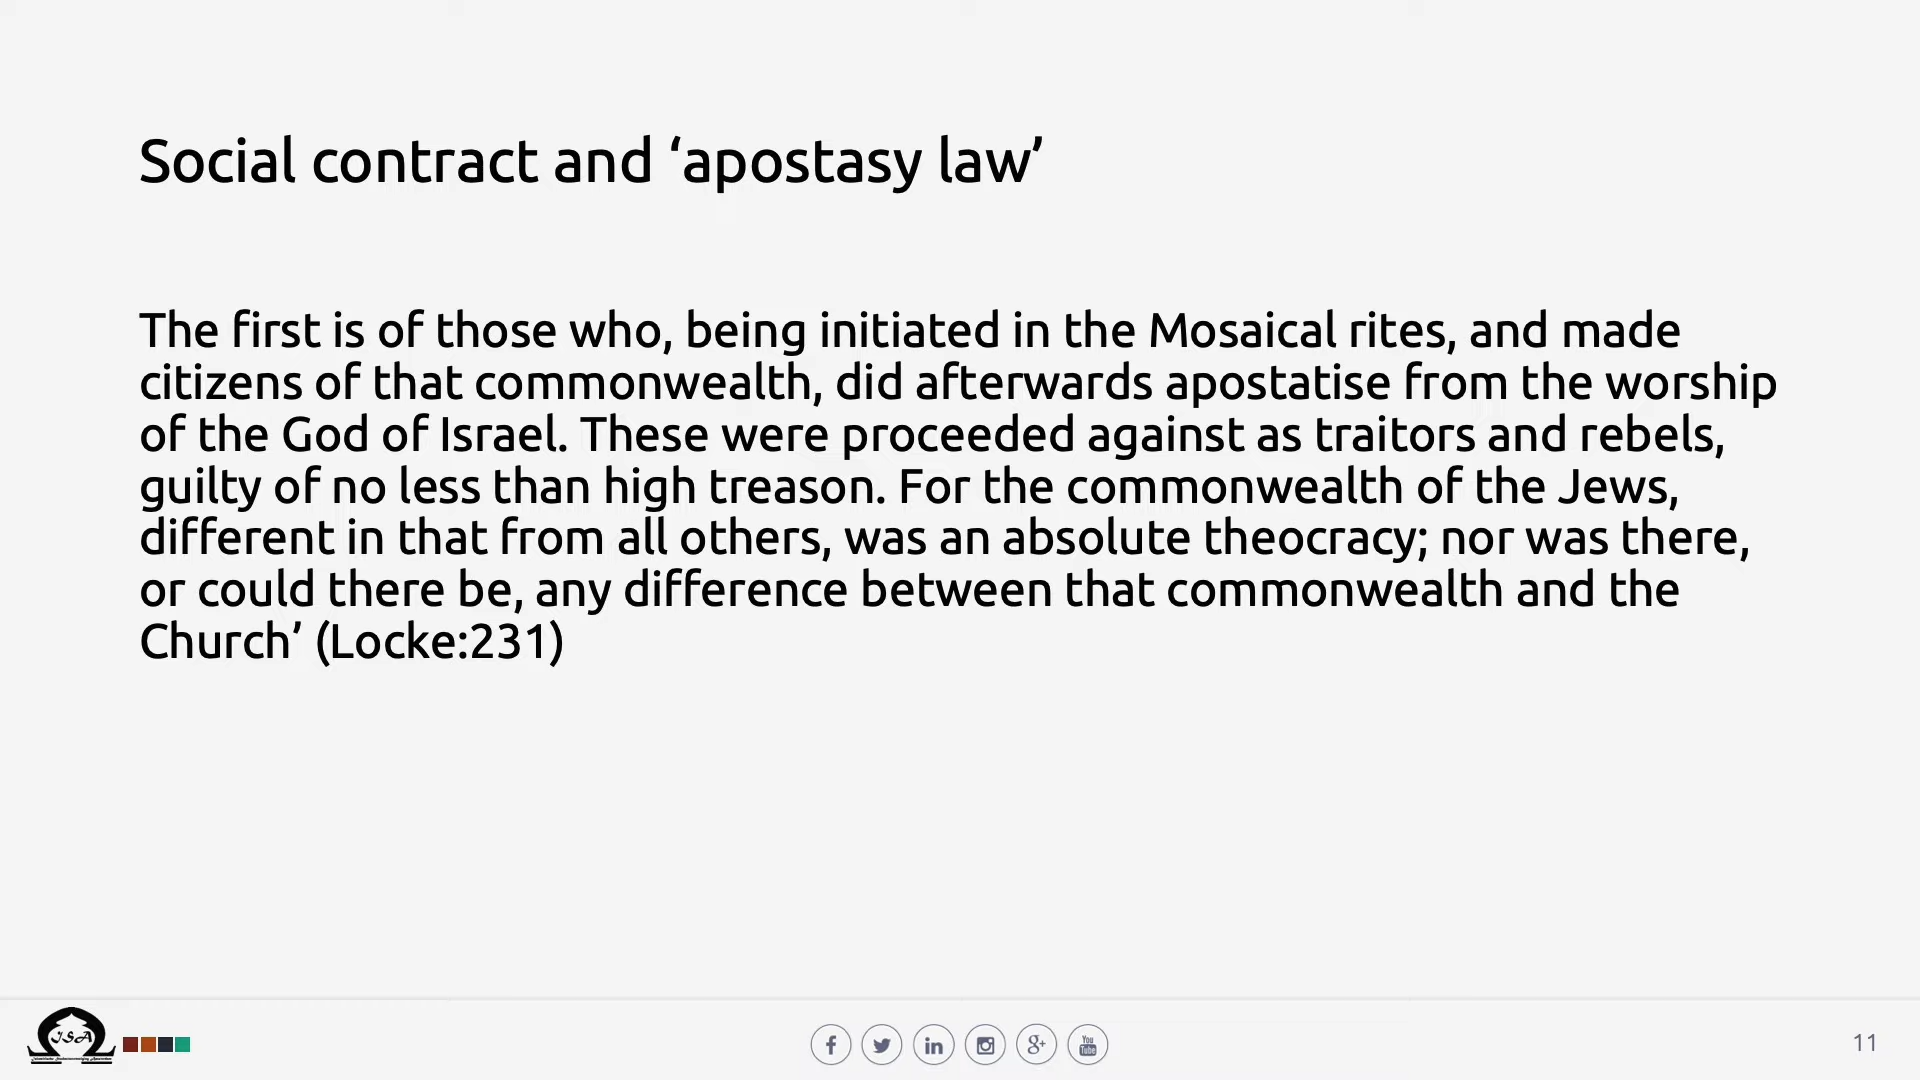 Social contract and ‘apostasy law’
The first is of those who, being initiated in the Mosaical rites, and made
citizens of that commonwealth, did afterwards apostatise from the worship
of the God of Israel. These were proceeded against as traitors and rebels,
guilty of no less than high treason. For the commonwealth of the Jews,
different in that from all others, was an absolute theocracy; nor was there,
or could there be, any difference between that commonwealth and the
Church’ (Locke:231)
ISA
f
in
g+
You
Tube
11